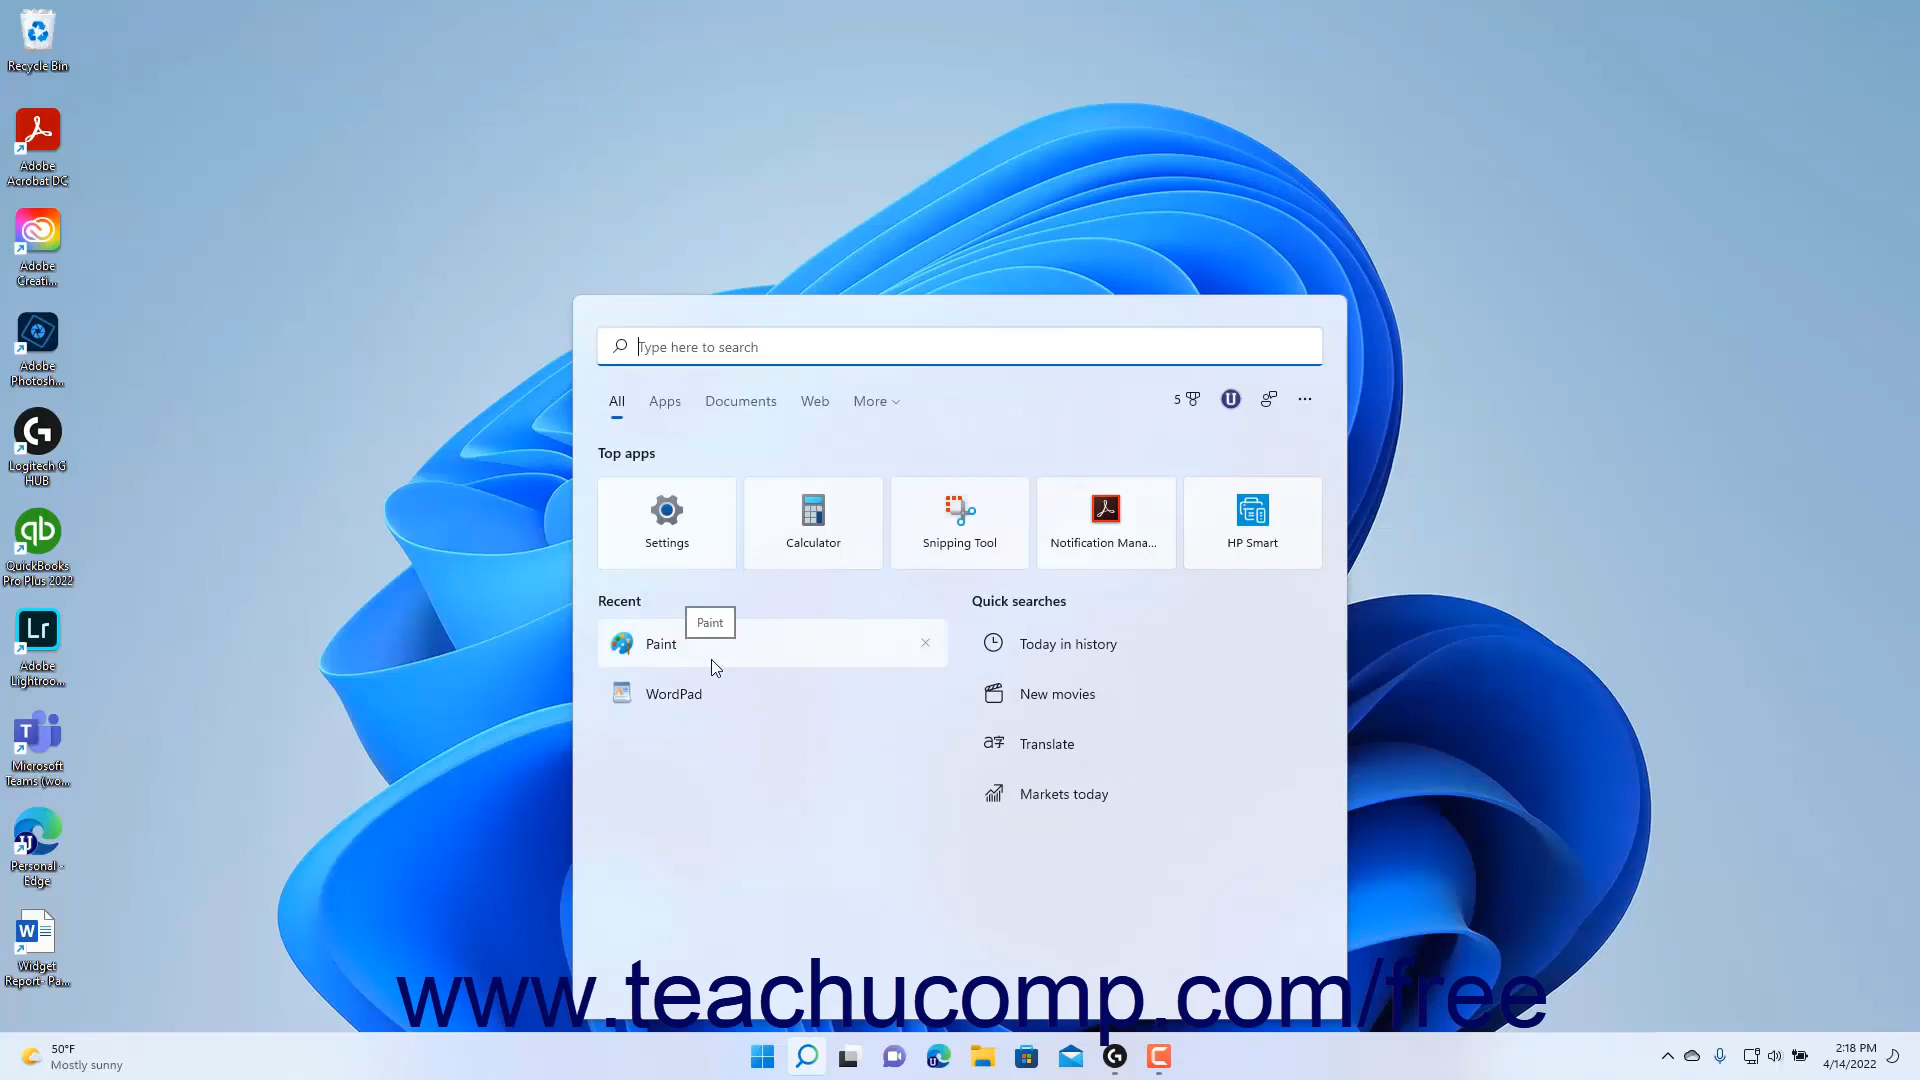 Recycle Bin
Adobe
Acrobat DC
Adobe
Creati...
Adobe
Photosh...
Logitech G
HUB
QuickBooks
Pro Plus 2022
Adobe
Lightroo...
Microsoft
Teams (wo...
Personal -
Edge
Widget
Report- Pa...
Type here to search
All Apps Documents Web More
5
U
Top apps
Settings
Calculator
Snipping Tool
Notification Mana...
HP Smart
Recent
Paint
Paint
WordPad
Quick searches
Today in history
New movies
Translate
Markets today
www.teachucomp.com/free
50°F
Mostly sunny
2:18 PM
4/14/2022